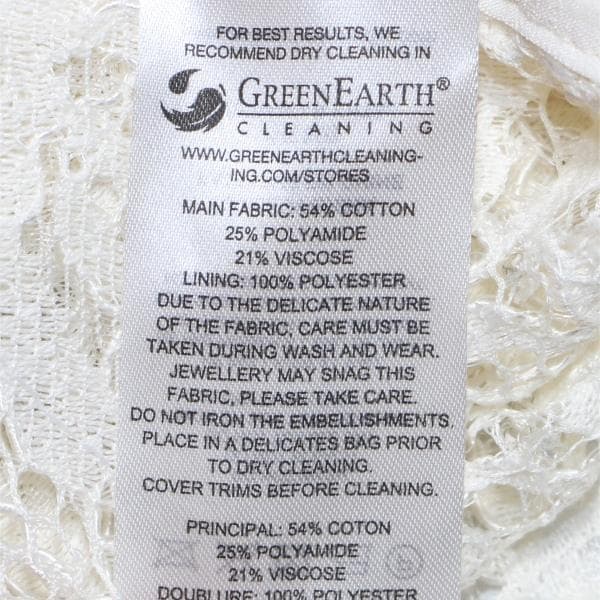 FOR BEST RESULTS, WE
RECOMMEND DRY CLEANING IN
GREENEARTH®
CLEANING
WWW.GREENEARTHCLEANING-
ING.COM/STORES
MAIN FABRIC: 54% COTTON
25% POLYAMIDE
21% VISCOSE
LINING: 100% POLYESTER
DUE TO THE DELICATE NATURE
OF THE FABRIC, CARE MUST BE
TAKEN DURING WASH AND WEAR.
JEWELLERY MAY SNAG THIS
FABRIC, PLEASE TAKE CARE.
DO NOT IRON THE EMBELLISHMENTS.
PLACE IN A DELICATES BAG PRIOR
TO DRY CLEANING.
COVER TRIMS BEFORE CLEANING.
PRINCIPAL: 54% COTON
25% POLYAMIDE
21% VISCOSE
DOUBLURE: 100% POLYESTER